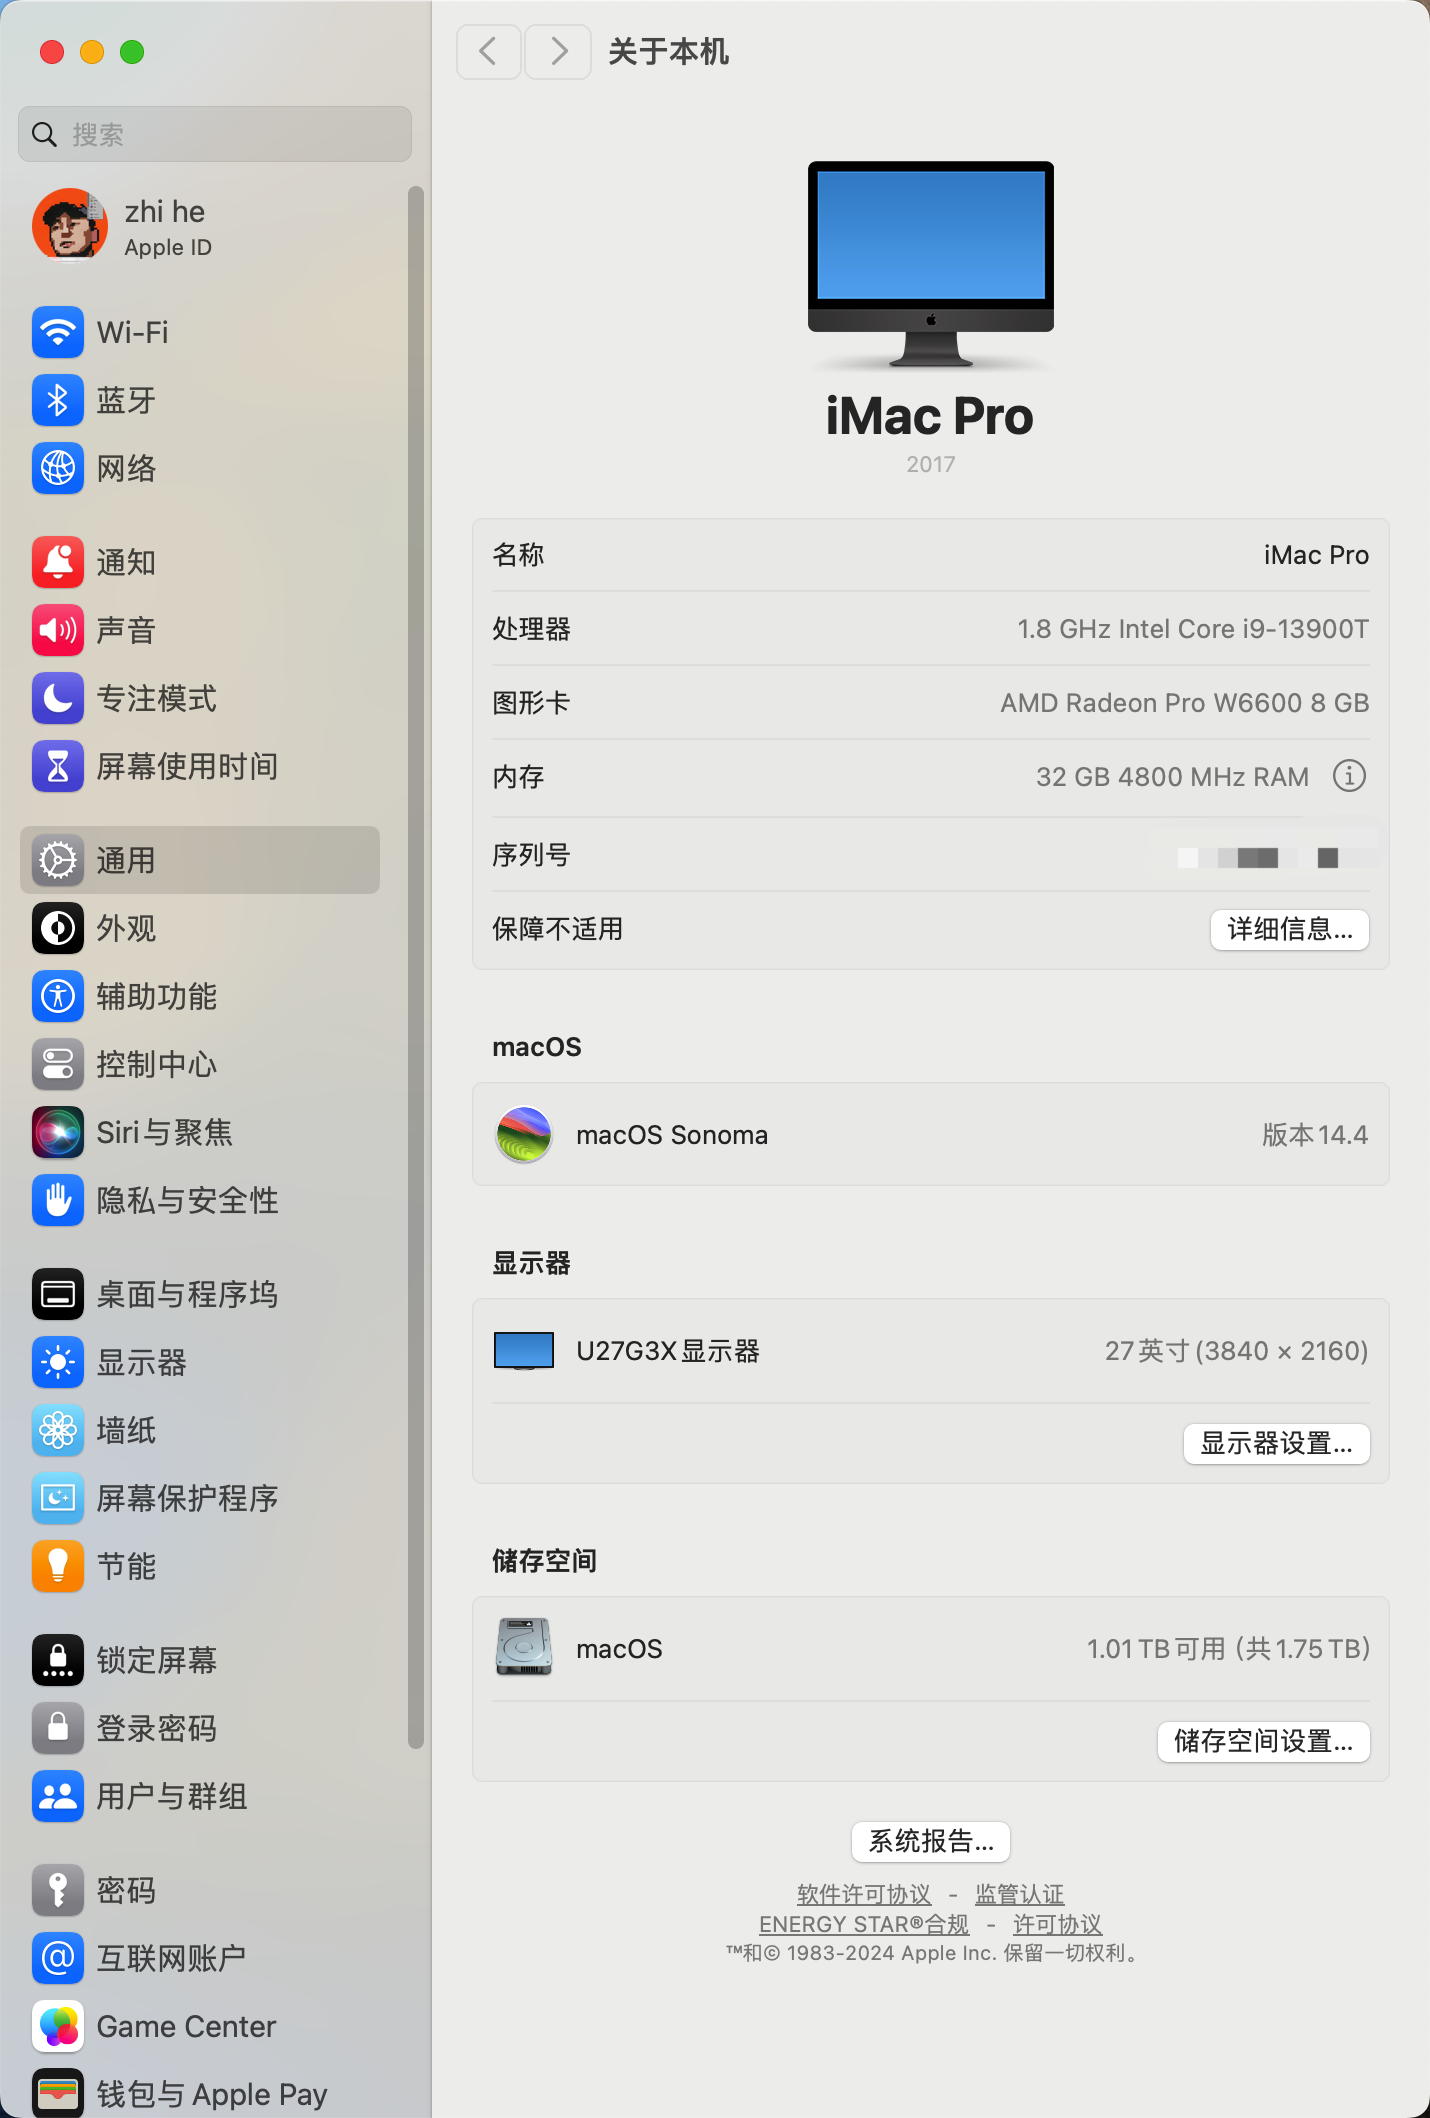 搜索
zhi he
Apple ID
Wi-Fi
蓝牙
网络
通知
声音
专注模式
屏幕使用时间
通用
外观
辅助功能
控制中心
Siri与聚焦
隐私与安全性
桌面与程序坞
显示器
墙纸
屏幕保护程序
节能
锁定屏幕
登录密码
用户与群组
密码
互联网账户
Game Center
钱包与 Apple Pay
关于本机
iMac Pro
2017
名称 iMac Pro
处理器 1.8 GHz Intel Core i9-13900T
图形卡 AMD Radeon Pro W6600 8 GB
内存 32 GB 4800 MHz RAM
序列号
保障不适用 详细信息...
macOS
macOS Sonoma 版本14.4
显示器
U27G3X显示器 27英寸(3840 × 2160)
显示器设置...
储存空间
macOS 1.01 TB可用（共1.75 TB）
储存空间设置...
系统报告...
软件许可协议 - 监管认证
ENERGY STAR®合规 - 许可协议
™和© 1983-2024 Apple Inc. 保留一切权利。